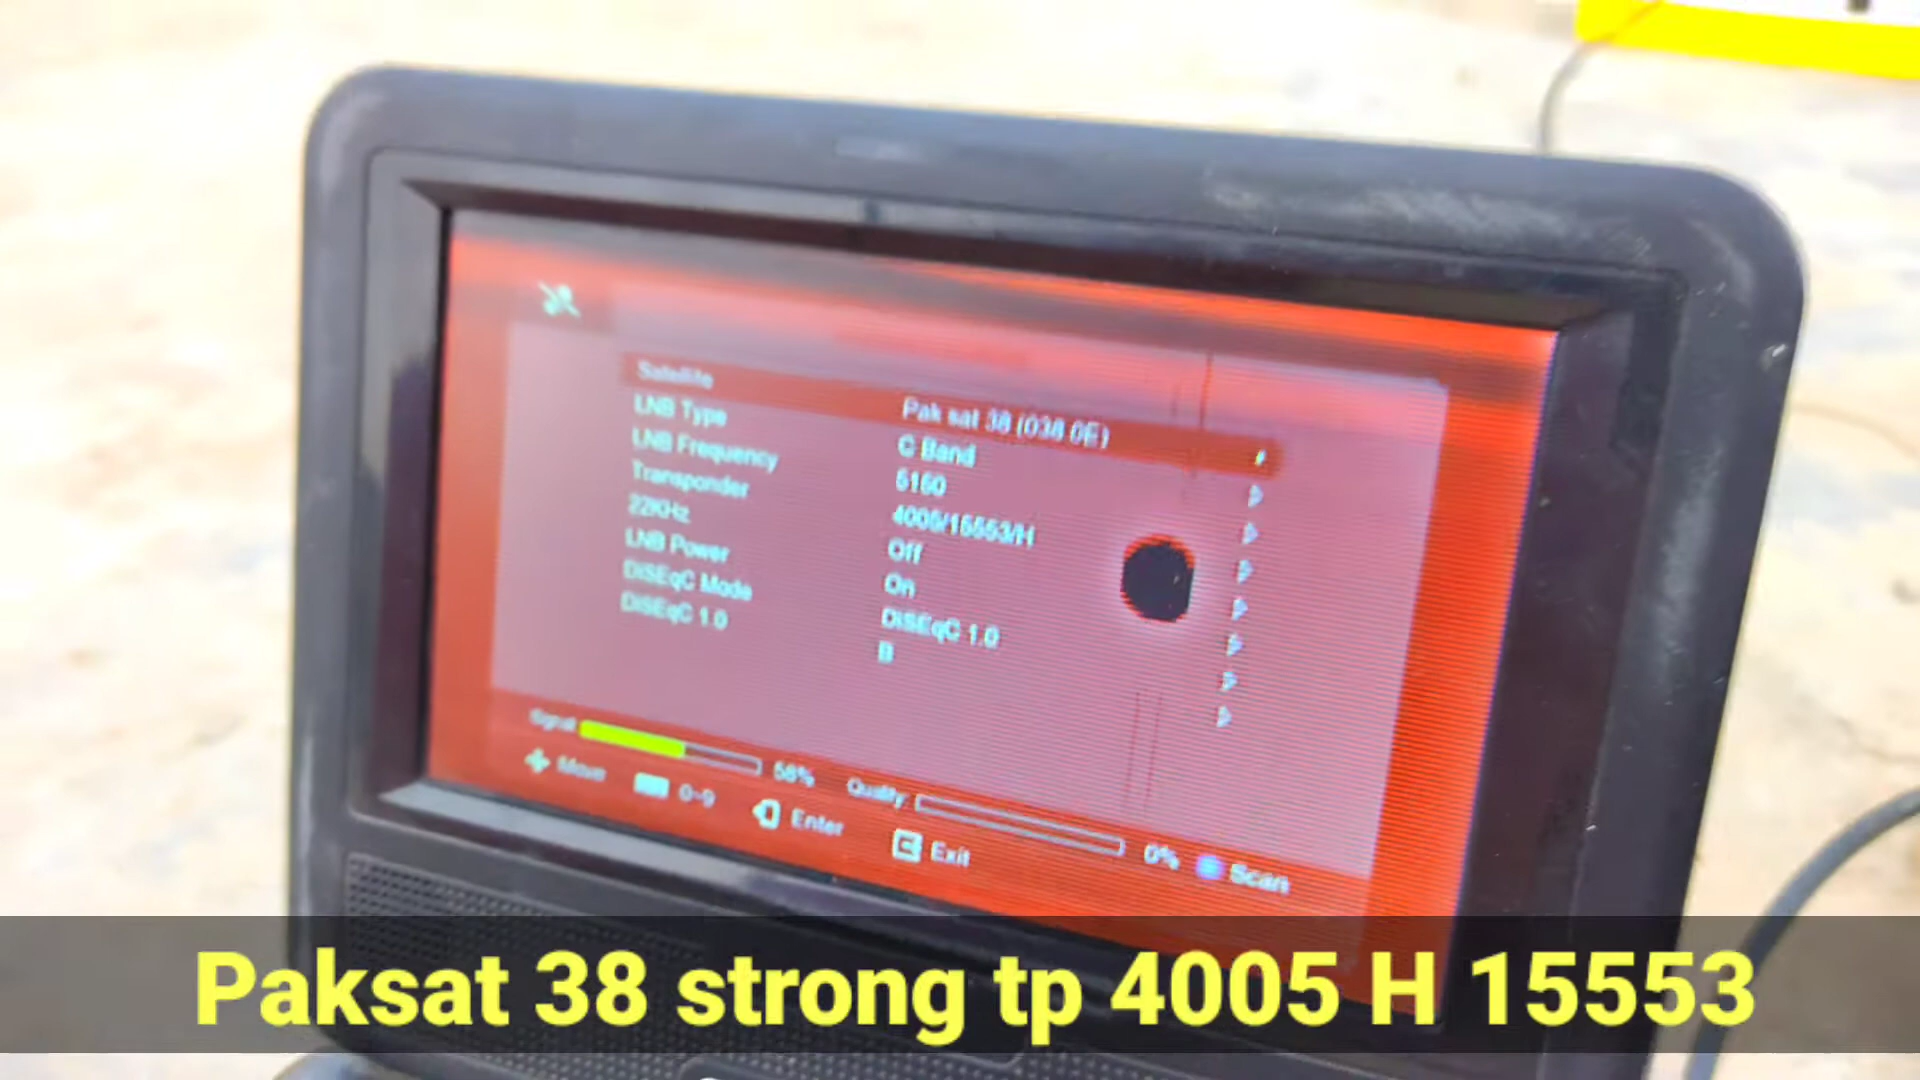 Satellite
Pak sat 38 (038.0E)
LNB Type
C Band
LNB Frequency
5150
Transponder
4005/15553/H
22KHz
Off
LNB Power
On
DiSEqC Mode
DiSEqC 1.0
DiSEqC 1.0
B
Signal 58% Quality 0% Scan
Move 0~9 Enter Exit
Paksat 38 strong tp 4005 H 15553